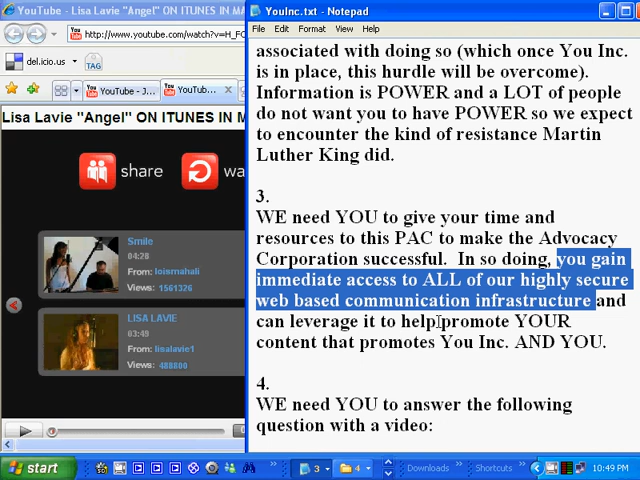 YouTube - Lisa Lavie "Angel" ON ITUNES IN M
http://www.youtube.com/watch?v=H_FC
del.icio.us
TAG
YouTube - J...
YouTub...
Lisa Lavie "Angel" ON ITUNES IN MA
share
wa
Smile
04:28
From: loismahali
Views: 1561326
LISA LAVIE
03:49
From: lisalavie1
Views: 488800
YouInc.txt - Notepad
File Edit Format View Help
associated with doing so (which once You Inc.
is in place, this hurdle will be overcome).
Information is POWER and a LOT of people
do not want you to have POWER so we expect
to encounter the kind of resistance Martin
Luther King did.
3.
WE need YOU to give your time and
resources to this PAC to make the Advocacy
Corporation successful.  In so doing, you gain
immediate access to ALL of our highly secure
web based communication infrastructure and
can leverage it to help promote YOUR
content that promotes You Inc. AND YOU.
4.
WE need YOU to answer the following
question with a video:
start
3
4
Downloads
Shortcuts
10:49 PM